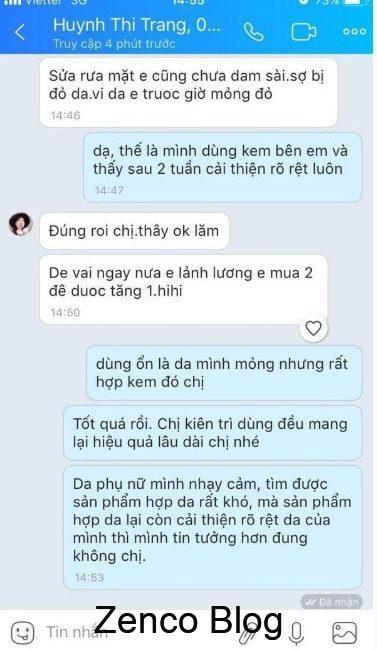 Viettel 3G 14:55 73%
Huynh Thi Trang, 0...
Truy cập 4 phút trước
Sửa rưa mặt e cũng chưa dam sài.sợ bị
đỏ da.vi da e truoc giờ mỏng đỏ
14:46
dạ, thế là mình dùng kem bên em và
thấy sau 2 tuần cải thiện rõ rệt luôn
14:47
Đúng roi chị.thây ok lăm
De vai ngay nưa e lảnh lương e mua 2
đê duoc tăng 1.hihi
14:50
dùng ổn là da mình mỏng nhưng rất
hợp kem đó chị
Tốt quá rồi. Chị kiên trì dùng đều mang
lại hiệu quả lâu dài chị nhé
Da phụ nữ mình nhạy cảm, tìm được
sản phẩm hợp da rất khó, mà sản phẩm
hợp da lại còn cải thiện rõ rệt da của
mình thì mình tin tưởng hơn đung
không chị.
14:53
Đã nhận
Tin nhắn
Zenco Blog